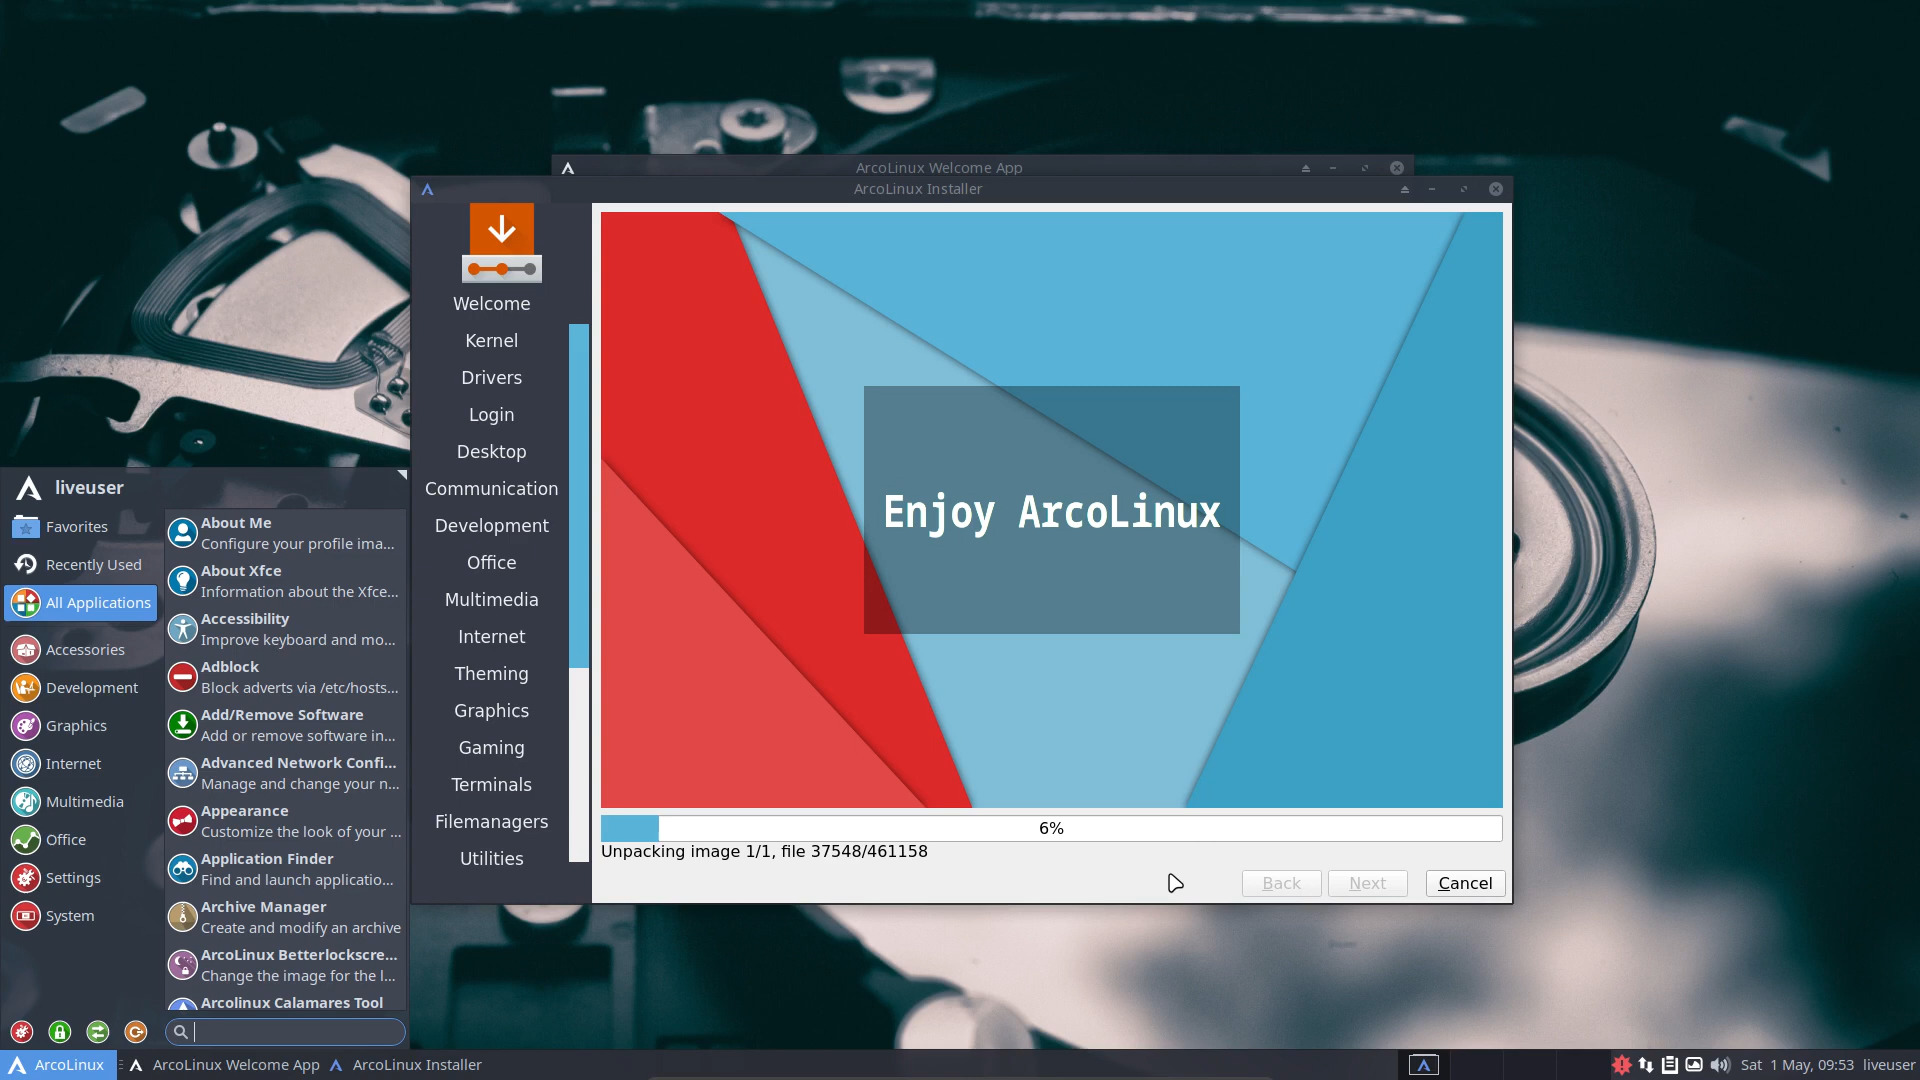 ArcoLinux Welcome App
ArcoLinux Installer
Welcome
Kernel
Drivers
Login
Desktop
Communication
Development
Office
Multimedia
Internet
Theming
Graphics
Gaming
Terminals
Filemanagers
Utilities
Enjoy ArcoLinux
6%
Unpacking image 1/1, file 37548/461158
Back
Next
Cancel
liveuser
Favorites
Recently Used
All Applications
Accessories
Development
Graphics
Internet
Multimedia
Office
Settings
System
About Me
Configure your profile ima...
About Xfce
Information about the Xfce...
Accessibility
Improve keyboard and mo...
Adblock
Block adverts via /etc/hosts...
Add/Remove Software
Add or remove software in...
Advanced Network Confi...
Manage and change your n...
Appearance
Customize the look of your ...
Application Finder
Find and launch applicatio...
Archive Manager
Create and modify an archive
ArcoLinux Betterlockscre...
Change the image for the l...
Arcolinux Calamares Tool
ArcoLinux
ArcoLinux Welcome App
ArcoLinux Installer
Sat 1 May, 09:53
liveuser